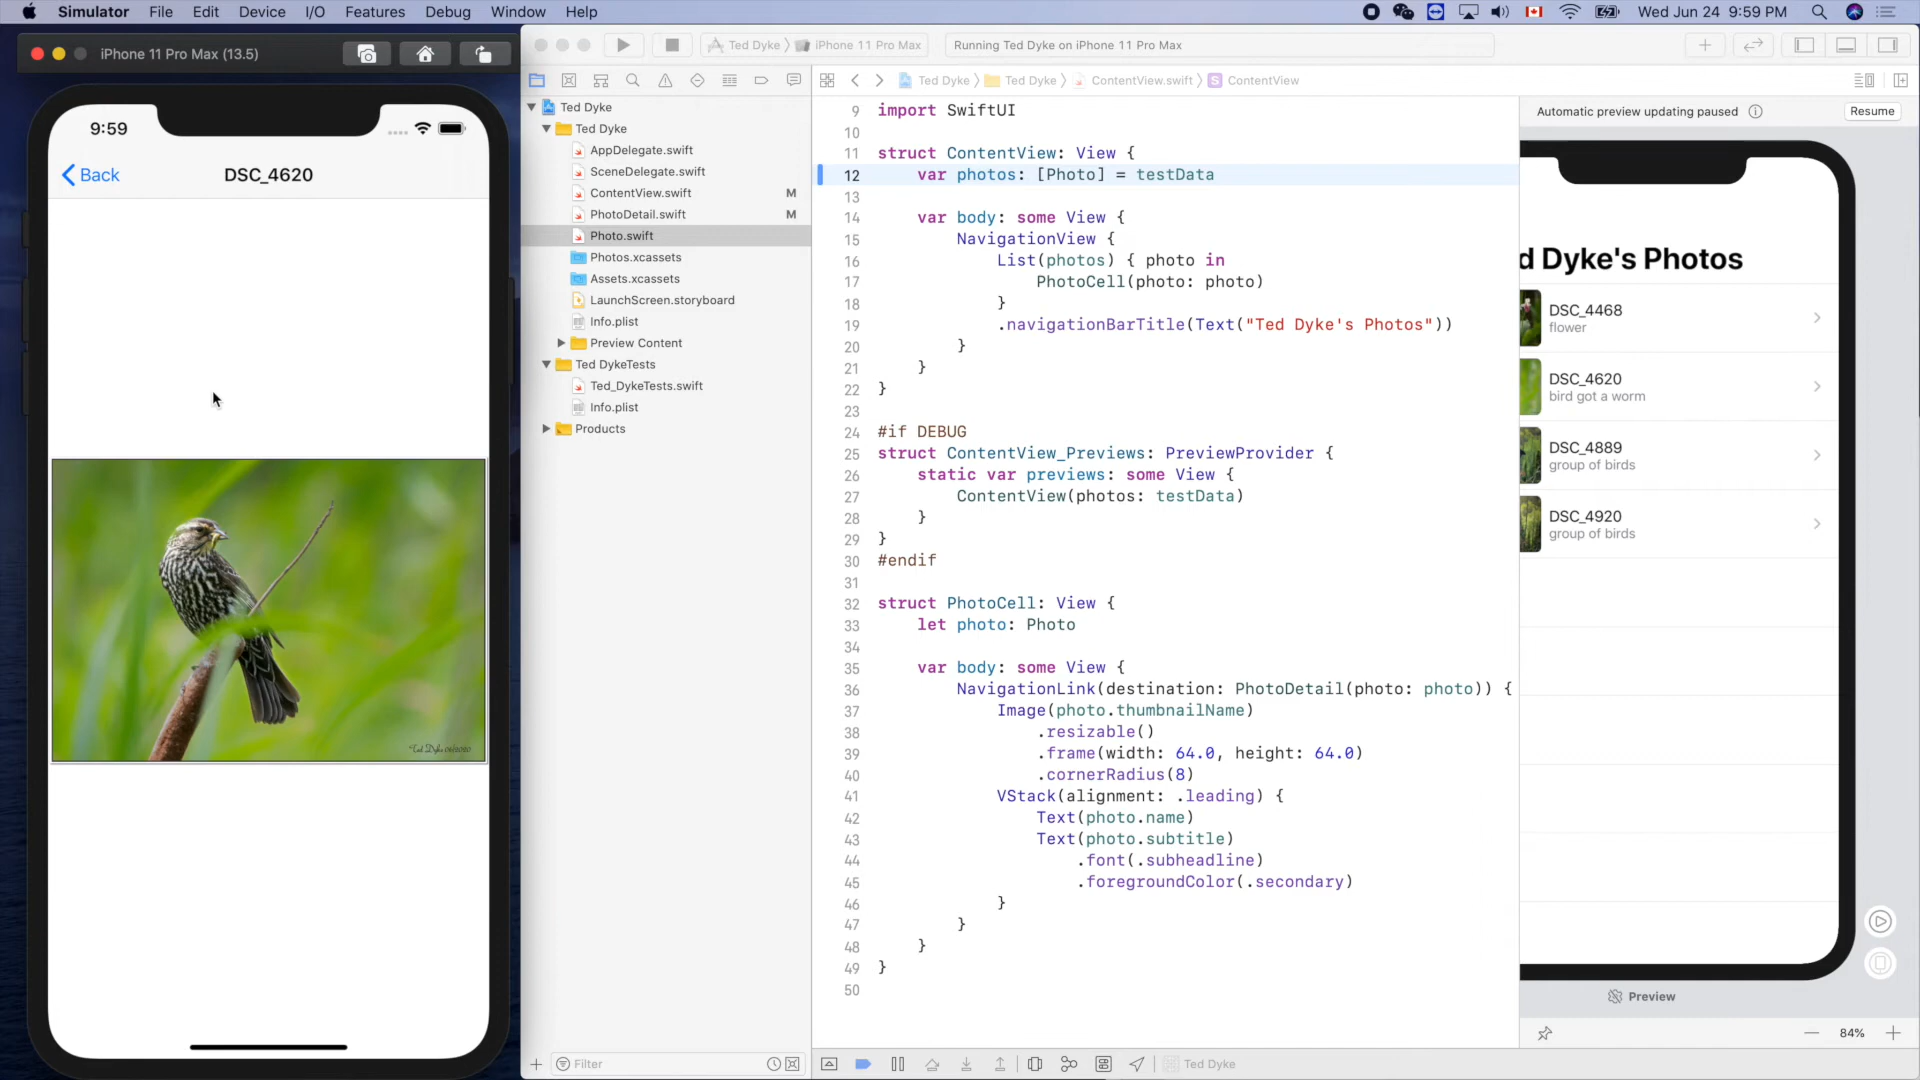 Simulator File Edit Device I/O Features Debug Window Help Wed Jun 24 9:59 PM
iPhone 11 Pro Max (13.5)
Ted Dyke iPhone 11 Pro Max Running Ted Dyke on iPhone 11 Pro Max
9:59
Back DSC_4620
Ted Dyke
Ted Dyke
AppDelegate.swift
SceneDelegate.swift
ContentView.swift M
PhotoDetail.swift M
Photo.swift
Photos.xcassets
Assets.xcassets
LaunchScreen.storyboard
Info.plist
Preview Content
Ted DykeTests
Ted_DykeTests.swift
Info.plist
Products
Filter
Ted Dyke Ted Dyke ContentView.swift S ContentView
9 import SwiftUI
10
11 struct ContentView: View {
12 var photos: [Photo] = testData
13
14 var body: some View {
15 NavigationView {
16 List(photos) { photo in
17 PhotoCell(photo: photo)
18 }
19 .navigationBarTitle(Text("Ted Dyke's Photos"))
20 }
21 }
22 }
23
24 #if DEBUG
25 struct ContentView_Previews: PreviewProvider {
26 static var previews: some View {
27 ContentView(photos: testData)
28 }
29 }
30 #endif
31
32 struct PhotoCell: View {
33 let photo: Photo
34
35 var body: some View {
36 NavigationLink(destination: PhotoDetail(photo: photo)) {
37 Image(photo.thumbnailName)
38 .resizable()
39 .frame(width: 64.0, height: 64.0)
40 .cornerRadius(8)
41 VStack(alignment: .leading) {
42 Text(photo.name)
43 Text(photo.subtitle)
44 .font(.subheadline)
45 .foregroundColor(.secondary)
46 }
47 }
48 }
49 }
50
Ted Dyke
Automatic preview updating paused Resume
d Dyke's Photos
DSC_4468
flower
DSC_4620
bird got a worm
DSC_4889
group of birds
DSC_4920
group of birds
Preview
84%